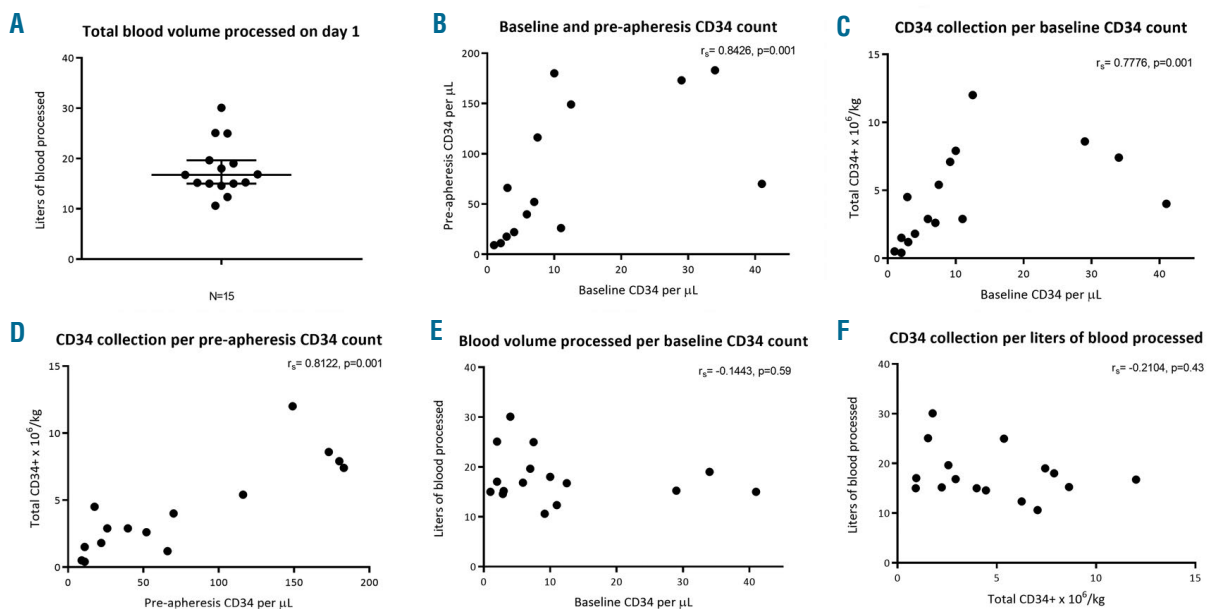 A
Total blood volume processed on day 1
40
30
20
10
0
Liters of blood processed
N=15
B
Baseline and pre-apheresis CD34 count
rs= 0.8426, p=0.001
200
150
100
50
0
Pre-apheresis CD34 per μL
0 10 20 30 40
Baseline CD34 per μL
C
CD34 collection per baseline CD34 count
rs= 0.7776, p=0.001
15
10
5
0
Total CD34+ x 10⁶/kg
0 10 20 30 40
Baseline CD34 per μL
D
CD34 collection per pre-apheresis CD34 count
rs= 0.8122, p=0.001
15
10
5
0
Total CD34+ x 10⁶/kg
0 50 100 150 200
Pre-apheresis CD34 per μL
E
Blood volume processed per baseline CD34 count
rs= -0.1443, p=0.59
40
30
20
10
0
Liters of blood processed
0 10 20 30 40
Baseline CD34 per μL
F
CD34 collection per liters of blood processed
rs= -0.2104, p=0.43
40
30
20
10
0
Liters of blood processed
0 5 10 15
Total CD34+ x 10⁶/kg